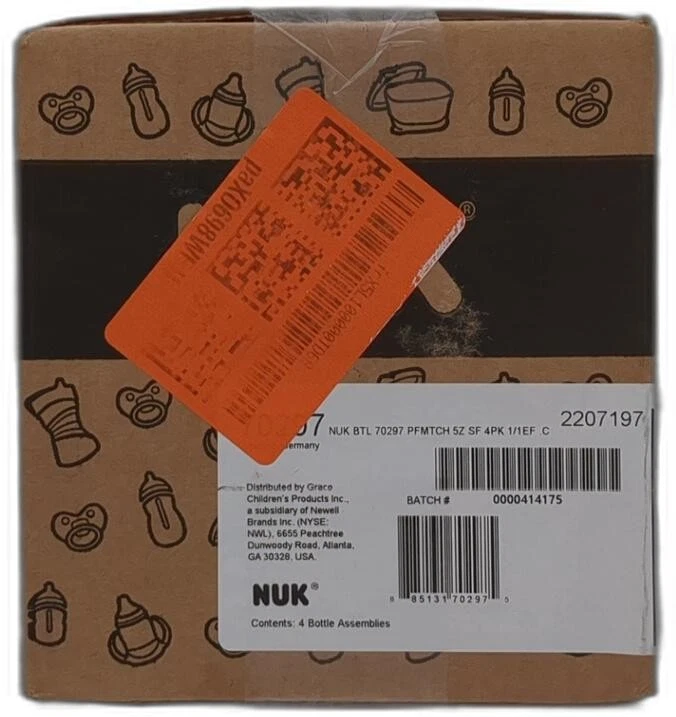 ®
NUK BTL 70297 PFMTCH 5Z SF 4PK 1/1EF .C
2207197
ermany
Distributed by Graco
Children's Products Inc.,
a subsidiary of Newell
Brands Inc. (NYSE:
NWL), 6655 Peachtree
Dunwoody Road, Atlanta,
GA 30328, USA.
BATCH # 0000414175
NUK®
8 85131 70297 5
Contents: 4 Bottle Assemblies